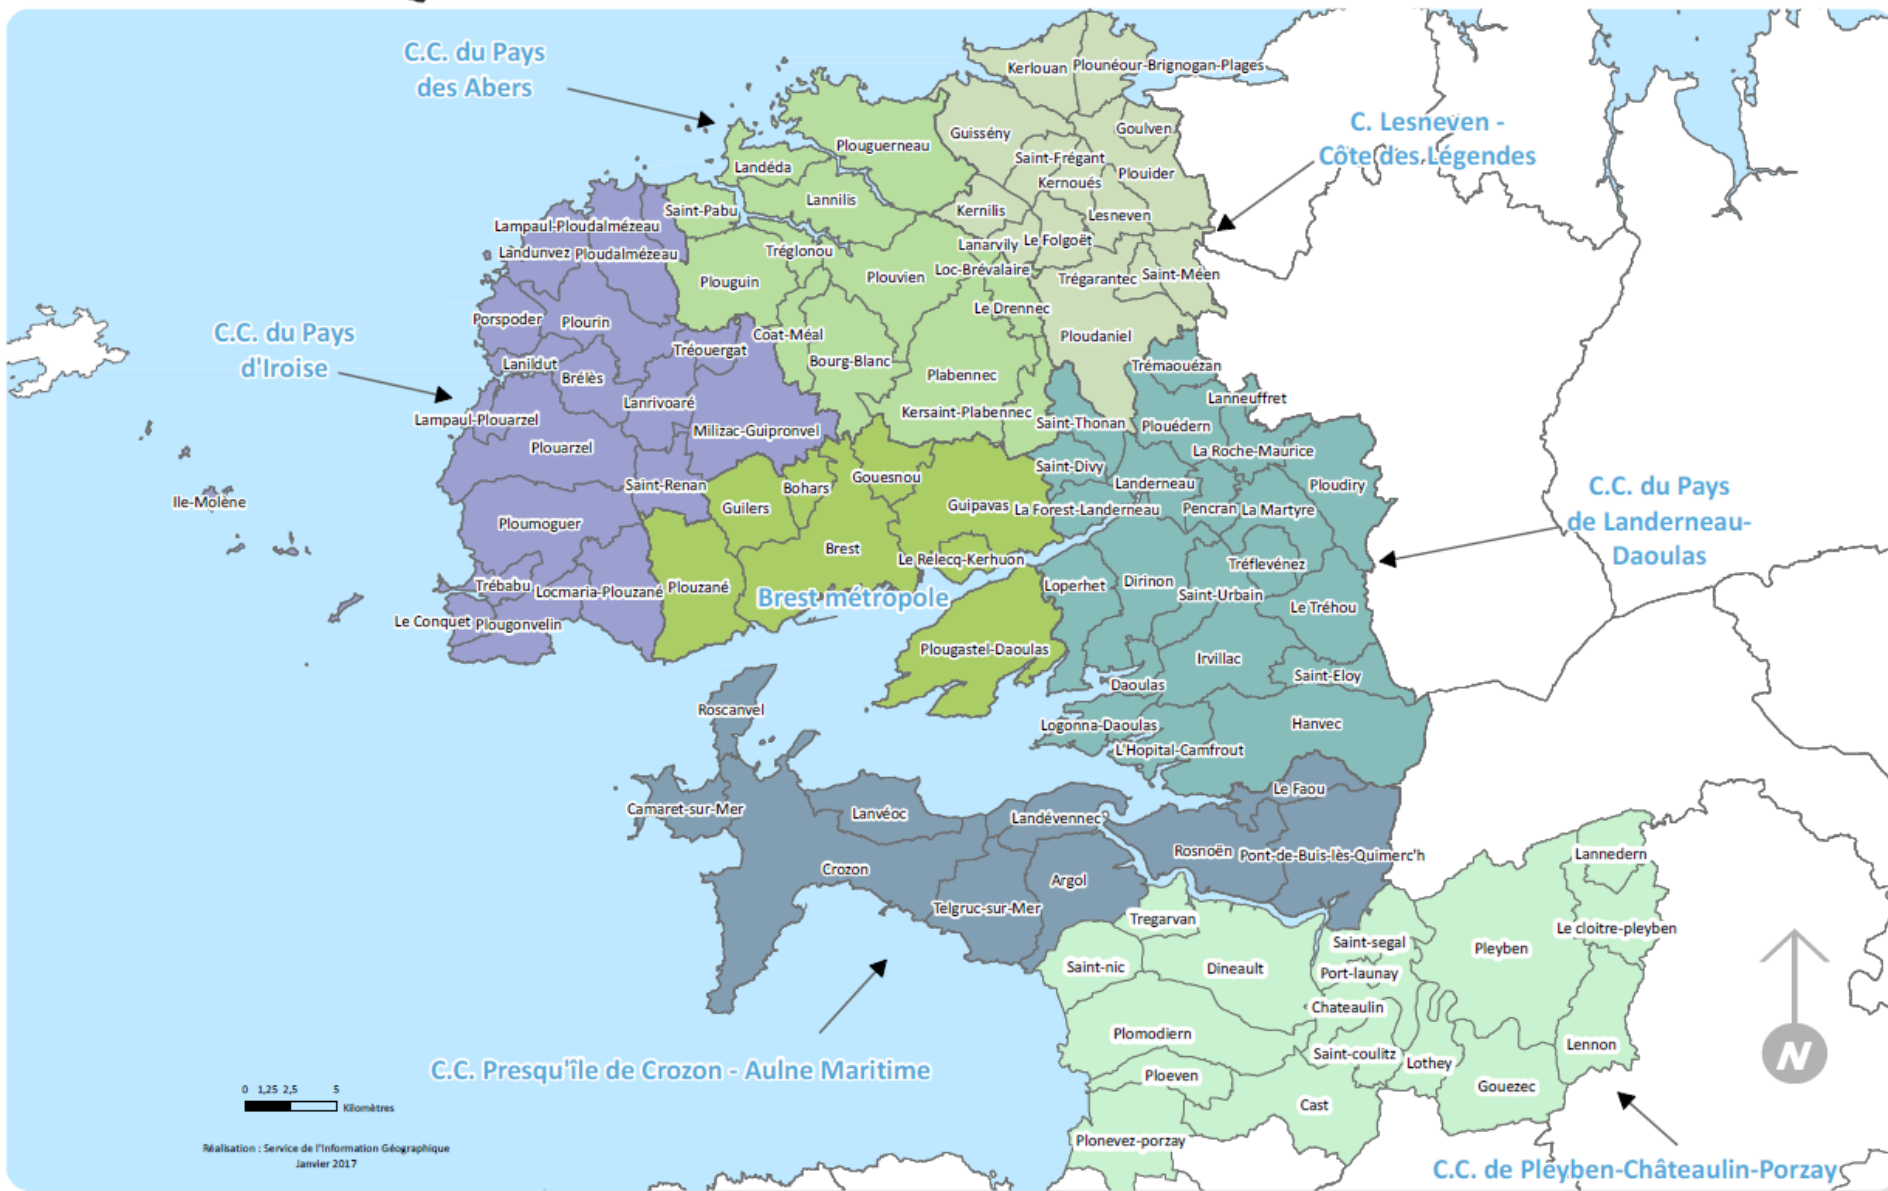 C.C. du Pays
des Abers
Kerlouan
Plounéour-Brignogan-Plages
C. Lesneven -
Côte des Légendes
Guissény
Goulven
Plouguerneau
Saint-Frégant
Landéda
Plouider
Kernoués
Lannilis
Saint-Pabu
Kernilis
Lesneven
Lampaul-Ploudalmézeau
Le Folgoët
Lanarvily
Landunvez
Ploudalmézeau
Tréglonou
Loc-Brévalaire
Plouvien
Trégarantec
Saint-Méen
Plouguin
Le Drennec
Porspoder
Plourin
C.C. du Pays
d'Iroise
Coat-Méal
Ploudaniel
Tréouergat
Bourg-Blanc
Lanildut
Trémaouézan
Brélès
Plabennec
Lanneuffret
Lanrivoaré
Kersaint-Plabennec
Lampaul-Plouarzel
Saint-Thonan
Plouédern
Milizac-Guipronvel
Plouarzel
La Roche-Maurice
Saint-Divy
Gouesnou
Saint-Renan
Bohars
Landerneau
Ploudiry
C.C. du Pays
de Landerneau-
Daoulas
Ile-Molène
Guilers
Guipavas
La Forest-Landerneau
Pencran
La Martyre
Ploumoguer
Brest
Le Relecq-Kerhuon
Tréflevénez
Trébabu
Locmaria-Plouzané
Plouzané
Loperhet
Dirinon
Saint-Urbain
Brest métropole
Le Tréhou
Le Conquet
Plougonvelin
Plougastel-Daoulas
Irvillac
Saint-Eloy
Daoulas
Roscanvel
Logonna-Daoulas
Hanvec
L'Hopital-Camfrout
Le Faou
Camaret-sur-Mer
Lanvéoc
Landévennec
Rosnoën
Pont-de-Buis-lès-Quimerc'h
Lannedern
Crozon
Argol
Telgruc-sur-Mer
Tregarvan
Le cloitre-pleyben
Saint-segal
Pleyben
Saint-nic
Dineault
Port-launay
Chateaulin
Plomodiern
Lennon
Saint-coulitz
Lothey
C.C. Presqu'île de Crozon - Aulne Maritime
Ploeven
Gouezec
N
Cast
0 1,25 2,5 5
Kilomètres
Plonevez-porzay
Réalisation : Service de l'Information Géographique
Janvier 2017
C.C. de Pleyben-Châteaulin-Porzay